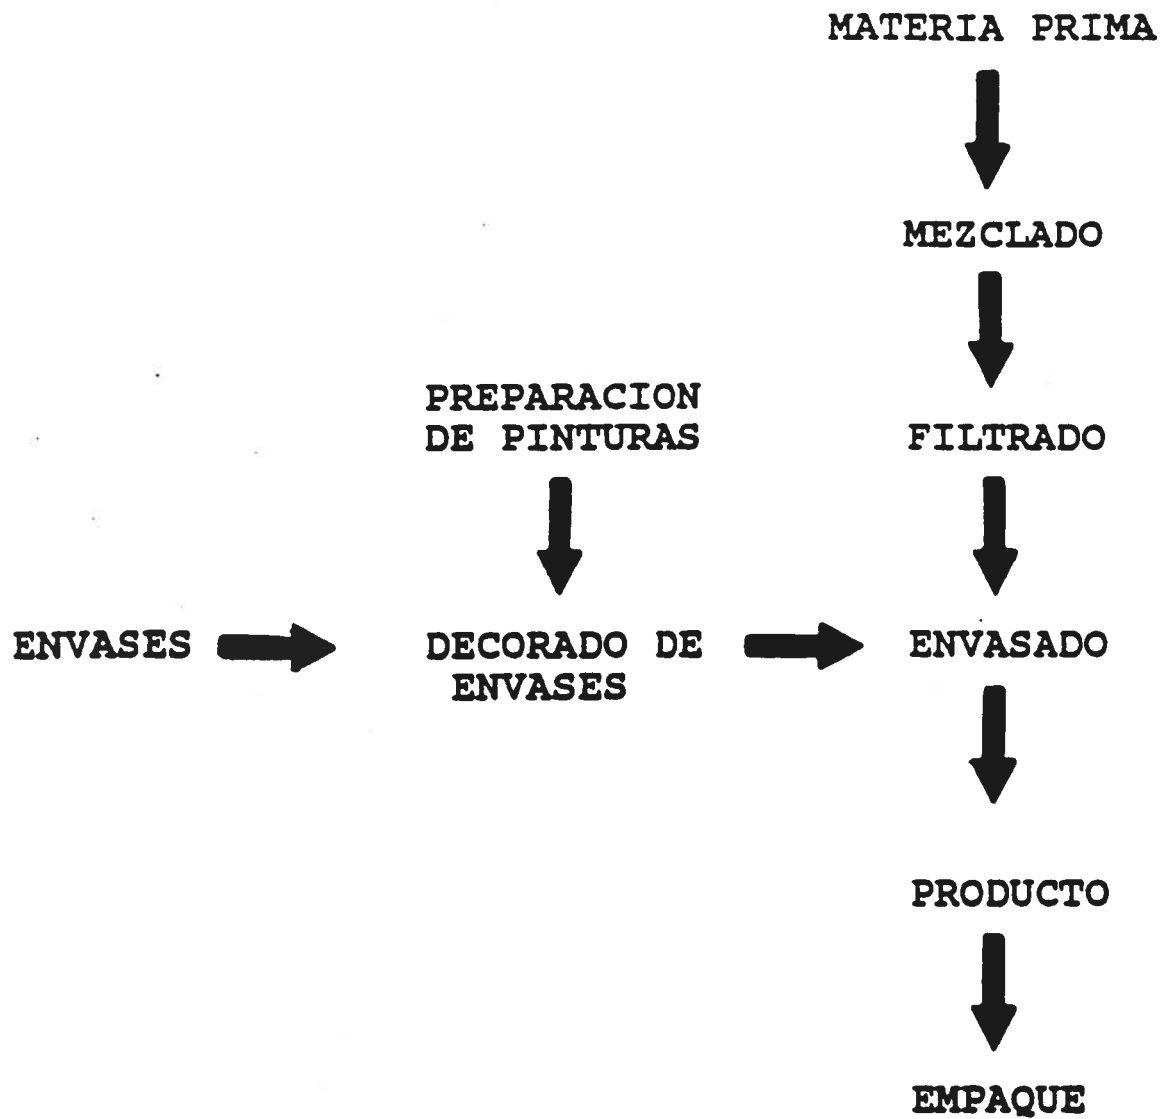 MATERIA PRIMA
MEZCLADO
PREPARACION
DE PINTURAS
FILTRADO
ENVASES
DECORADO DE
ENVASES
ENVASADO
PRODUCTO
EMPAQUE